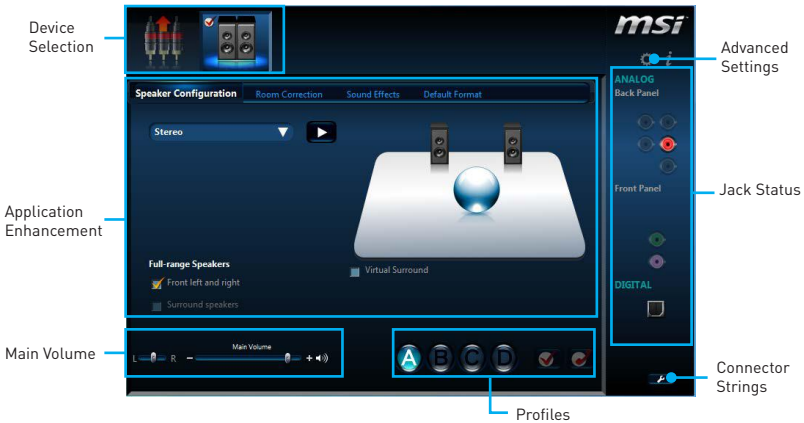 Device
Selection
msi
i
Advanced
Settings
ANALOG
Back Panel
Speaker Configuration Room Correction Sound Effects Default Format
Stereo
Front Panel
Jack Status
Application
Enhancement
Full-range Speakers
Front left and right
Virtual Surround
Surround speakers
DIGITAL
Main Volume
Main Volume
L R - +
A B C D
Connector
Strings
Profiles